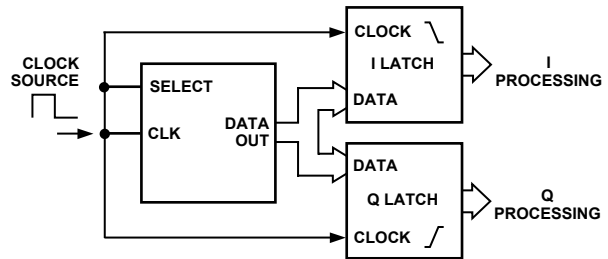 CLOCK
SOURCE
SELECT
CLK
DATA
OUT
CLOCK
I LATCH
DATA
I
PROCESSING
DATA
Q LATCH
CLOCK
Q
PROCESSING